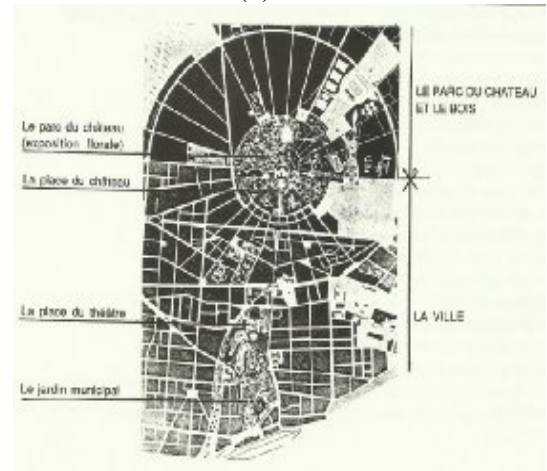 LE PARC DU CHATEAU
ET LE BOIS
Le parc du château
(exposition florale)
La place du château
La place du théâtre
LA VILLE
Le jardin municipal